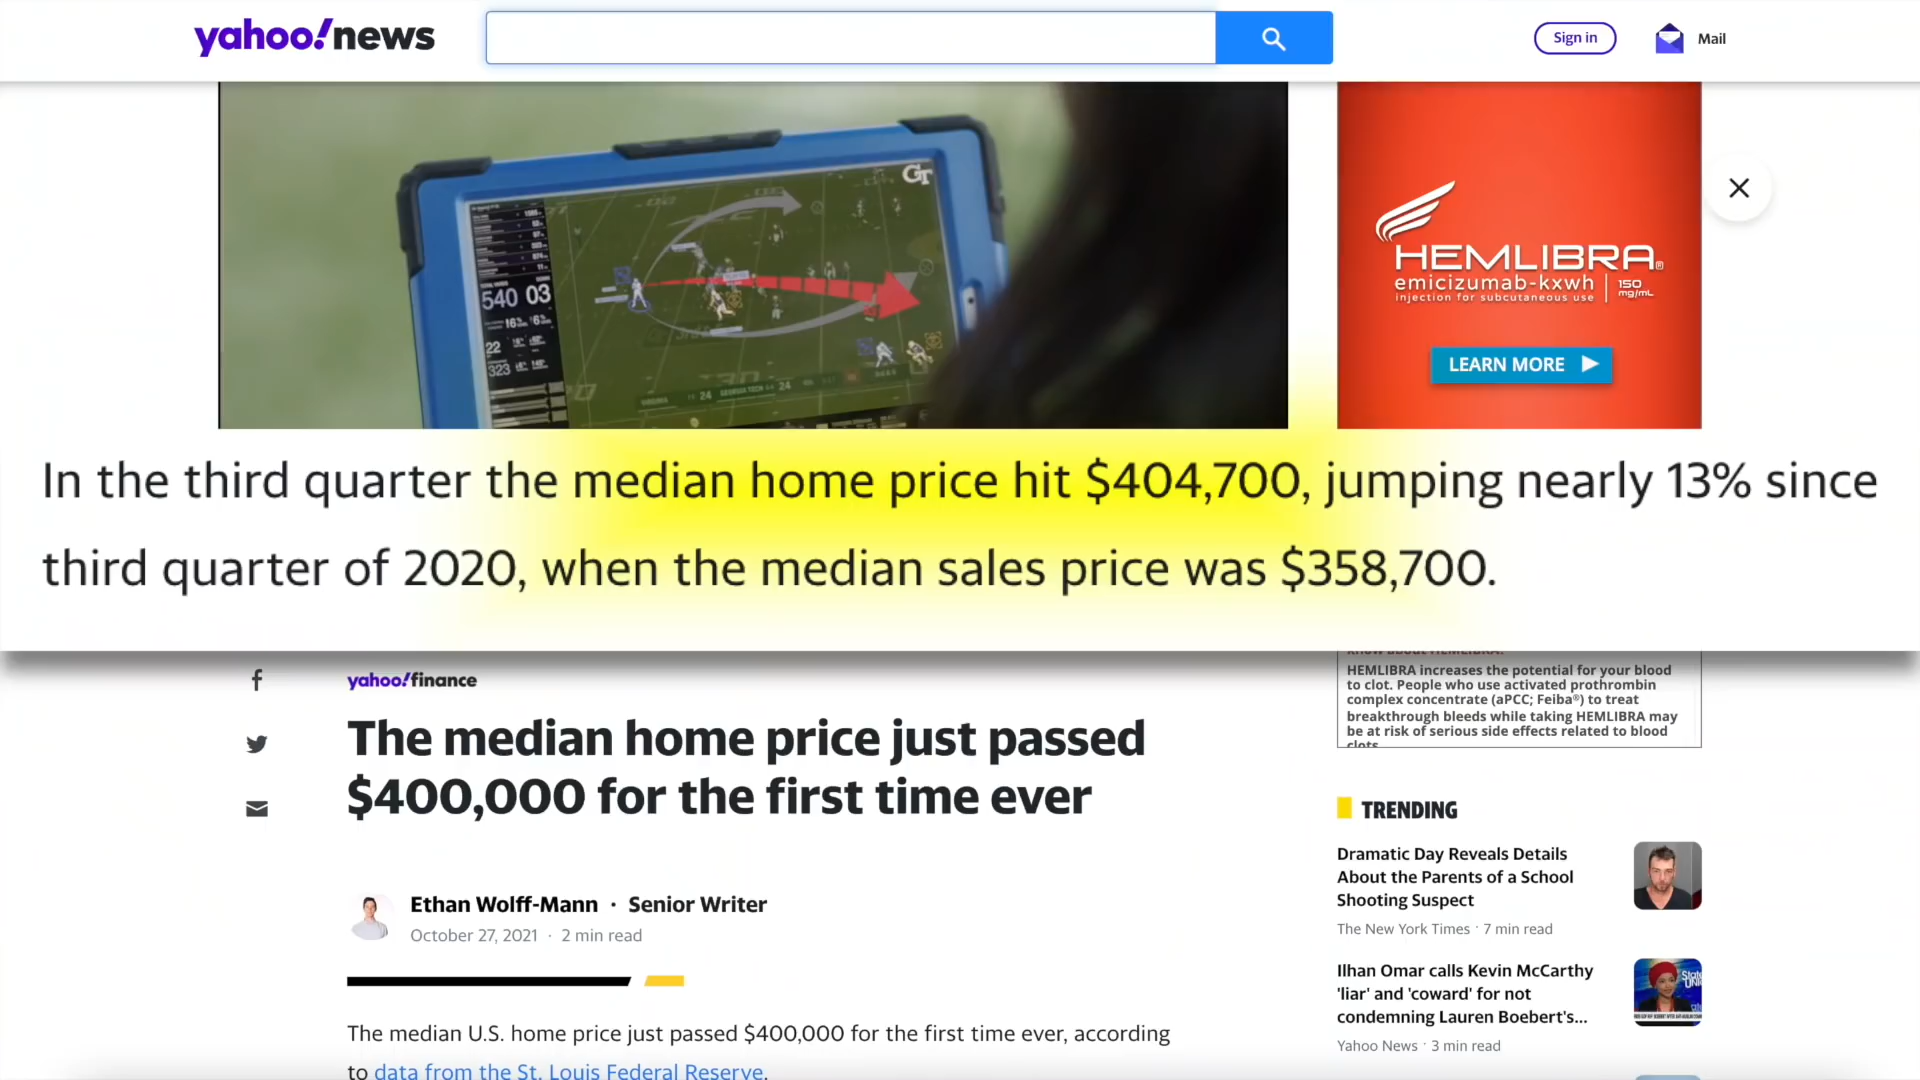 yahoo!news
Sign in
Mail
GT
540 03
22
323
24
GEORGIA TECH
24
HEMLIBRA®
emicizumab-kxwh
injection for subcutaneous use
150
mg/mL
LEARN MORE
In the third quarter the median home price hit $404,700, jumping nearly 13% since
third quarter of 2020, when the median sales price was $358,700.
HEMLIBRA increases the potential for your blood
to clot. People who use activated prothrombin
complex concentrate (aPCC; Feiba®) to treat
breakthrough bleeds while taking HEMLIBRA may
be at risk of serious side effects related to blood
clots
yahoo!finance
The median home price just passed
$400,000 for the first time ever
Ethan Wolff-Mann · Senior Writer
October 27, 2021 · 2 min read
The median U.S. home price just passed $400,000 for the first time ever, according
to data from the St. Louis Federal Reserve.
TRENDING
Dramatic Day Reveals Details
About the Parents of a School
Shooting Suspect
The New York Times · 7 min read
Ilhan Omar calls Kevin McCarthy
'liar' and 'coward' for not
condemning Lauren Boebert's...
Yahoo News · 3 min read